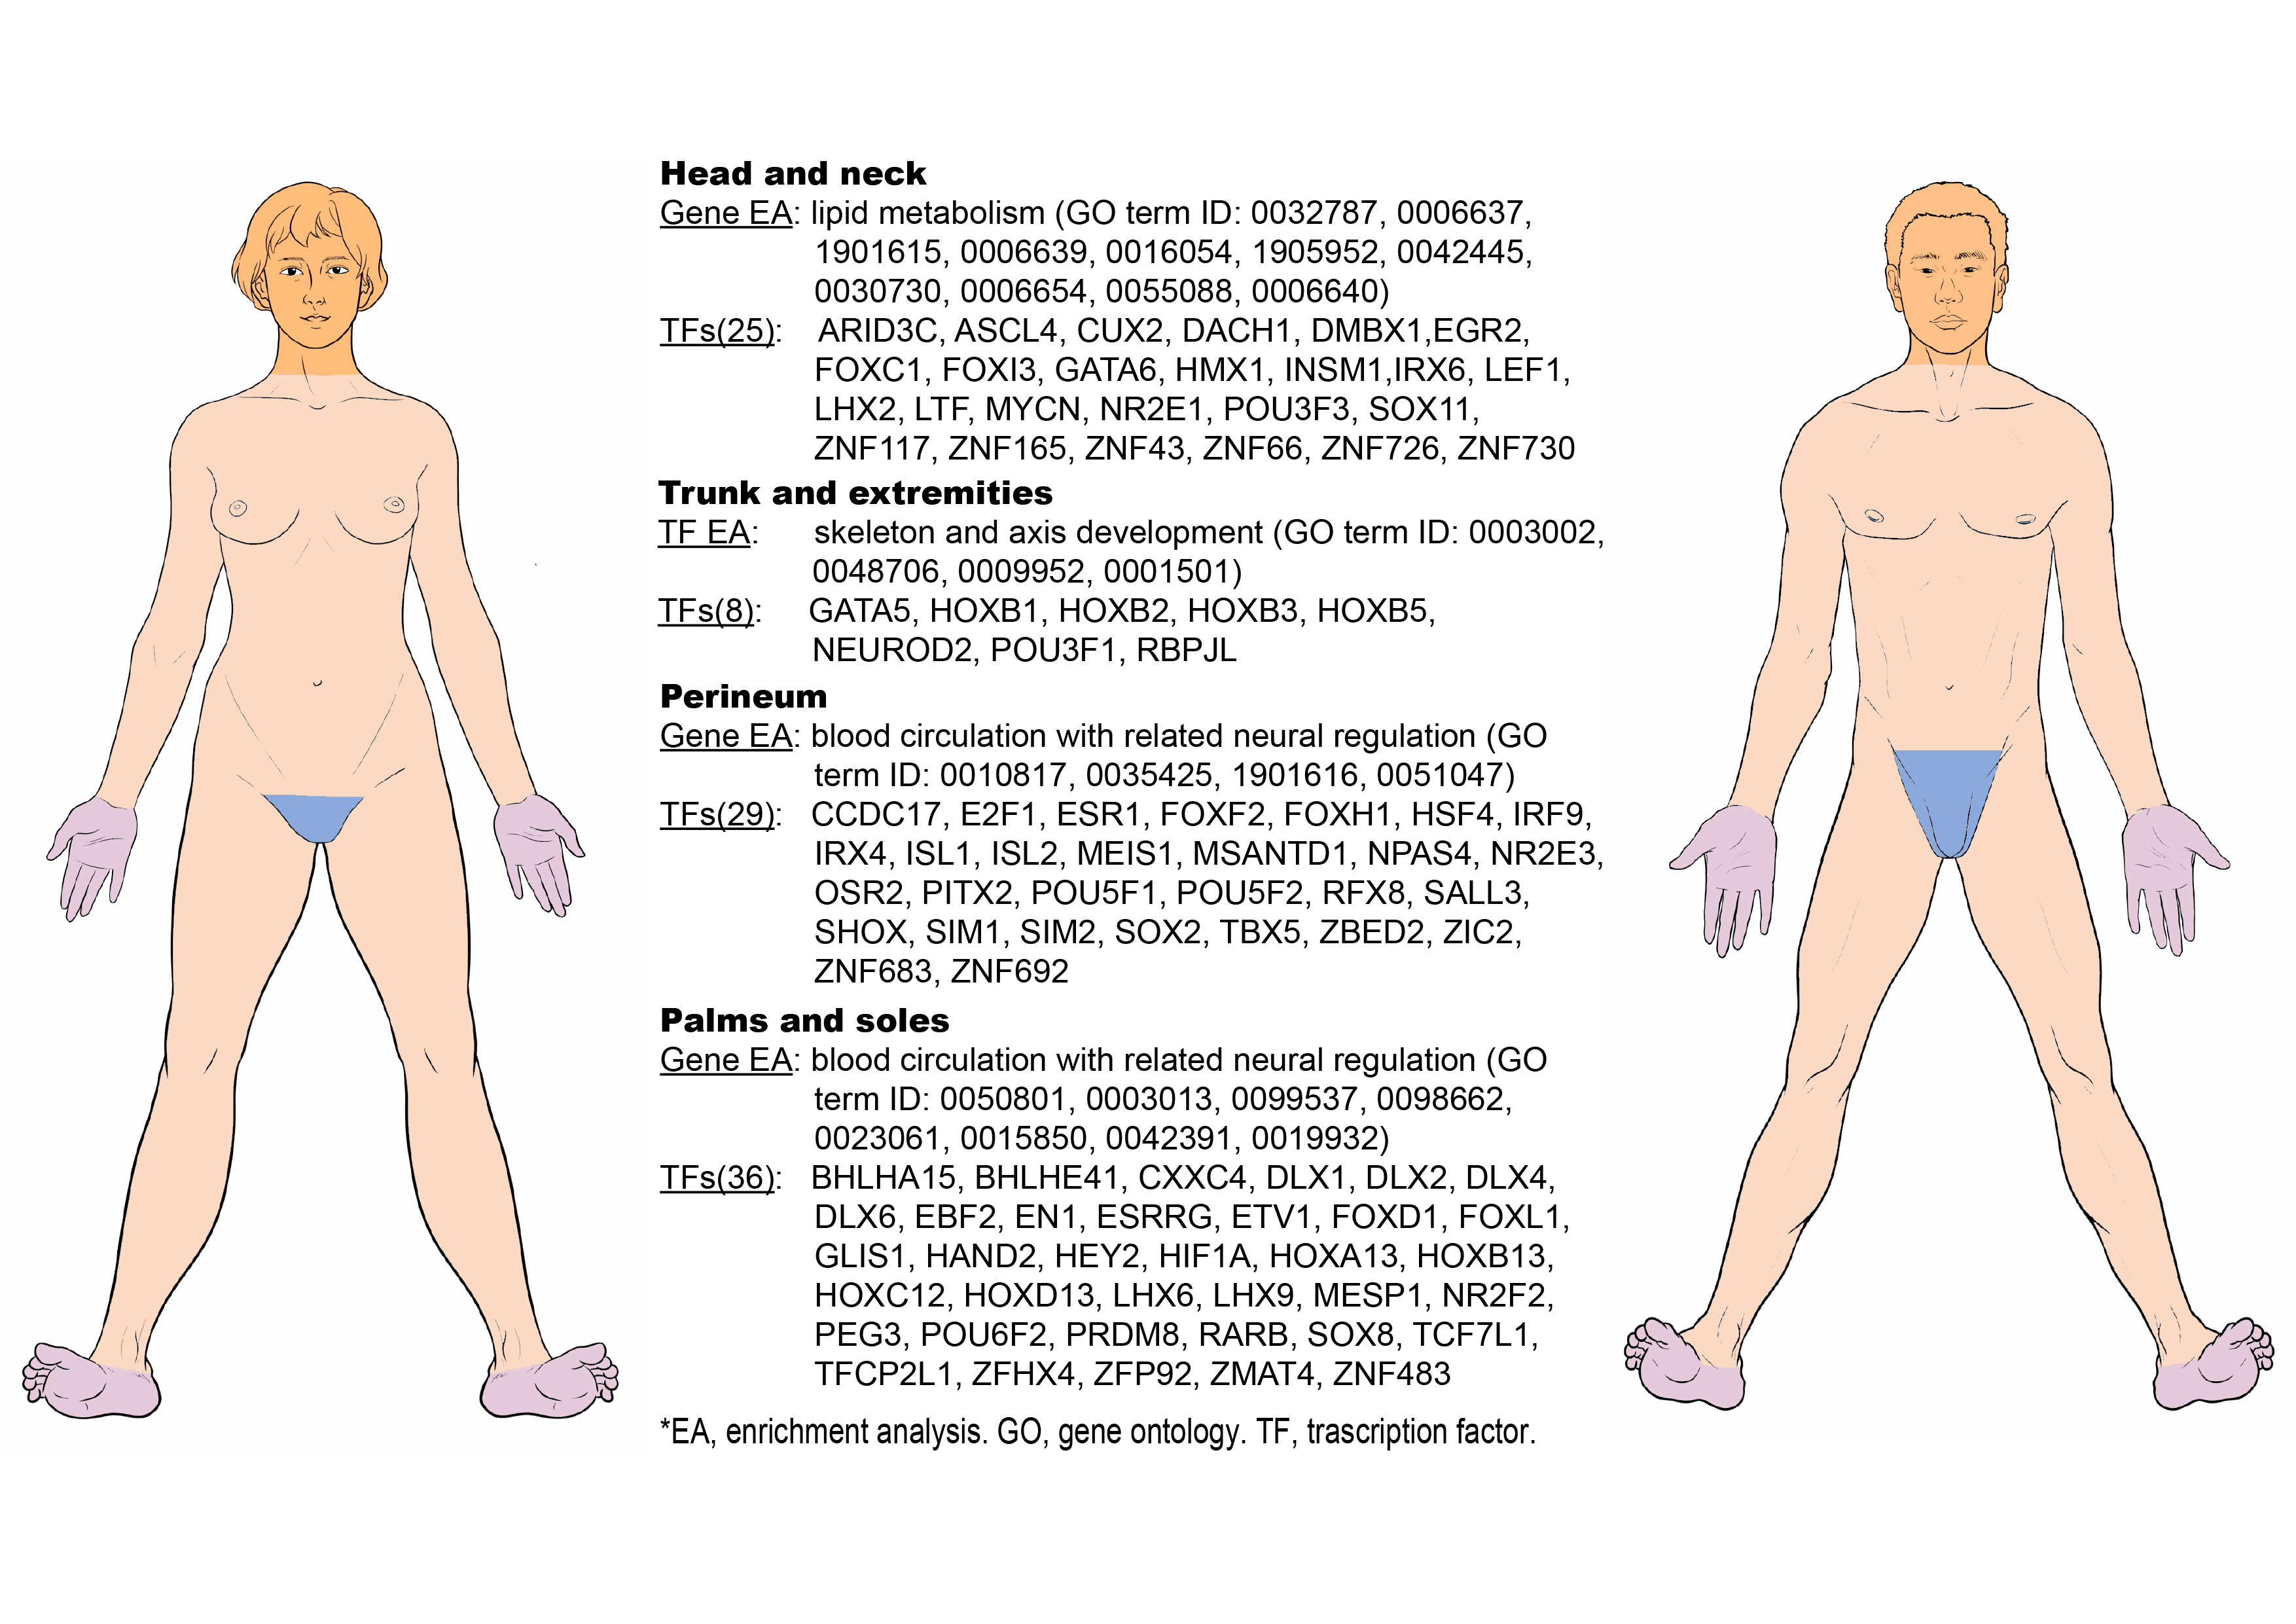 Head and neck
Gene EA: lipid metabolism (GO term ID: 0032787, 0006637,
1901615, 0006639, 0016054, 1905952, 0042445,
0030730, 0006654, 0055088, 0006640)
TFs(25): ARID3C, ASCL4, CUX2, DACH1, DMBX1,EGR2,
FOXC1, FOXI3, GATA6, HMX1, INSM1,IRX6, LEF1,
LHX2, LTF, MYCN, NR2E1, POU3F3, SOX11,
ZNF117, ZNF165, ZNF43, ZNF66, ZNF726, ZNF730
Trunk and extremities
TF EA: skeleton and axis development (GO term ID: 0003002,
0048706, 0009952, 0001501)
TFs(8): GATA5, HOXB1, HOXB2, HOXB3, HOXB5,
NEUROD2, POU3F1, RBPJL
Perineum
Gene EA: blood circulation with related neural regulation (GO
term ID: 0010817, 0035425, 1901616, 0051047)
TFs(29): CCDC17, E2F1, ESR1, FOXF2, FOXH1, HSF4, IRF9,
IRX4, ISL1, ISL2, MEIS1, MSANTD1, NPAS4, NR2E3,
OSR2, PITX2, POU5F1, POU5F2, RFX8, SALL3,
SHOX, SIM1, SIM2, SOX2, TBX5, ZBED2, ZIC2,
ZNF683, ZNF692
Palms and soles
Gene EA: blood circulation with related neural regulation (GO
term ID: 0050801, 0003013, 0099537, 0098662,
0023061, 0015850, 0042391, 0019932)
TFs(36): BHLHA15, BHLHE41, CXXC4, DLX1, DLX2, DLX4,
DLX6, EBF2, EN1, ESRRG, ETV1, FOXD1, FOXL1,
GLIS1, HAND2, HEY2, HIF1A, HOXA13, HOXB13,
HOXC12, HOXD13, LHX6, LHX9, MESP1, NR2F2,
PEG3, POU6F2, PRDM8, RARB, SOX8, TCF7L1,
TFCP2L1, ZFHX4, ZFP92, ZMAT4, ZNF483
*EA, enrichment analysis. GO, gene ontology. TF, trascription factor.